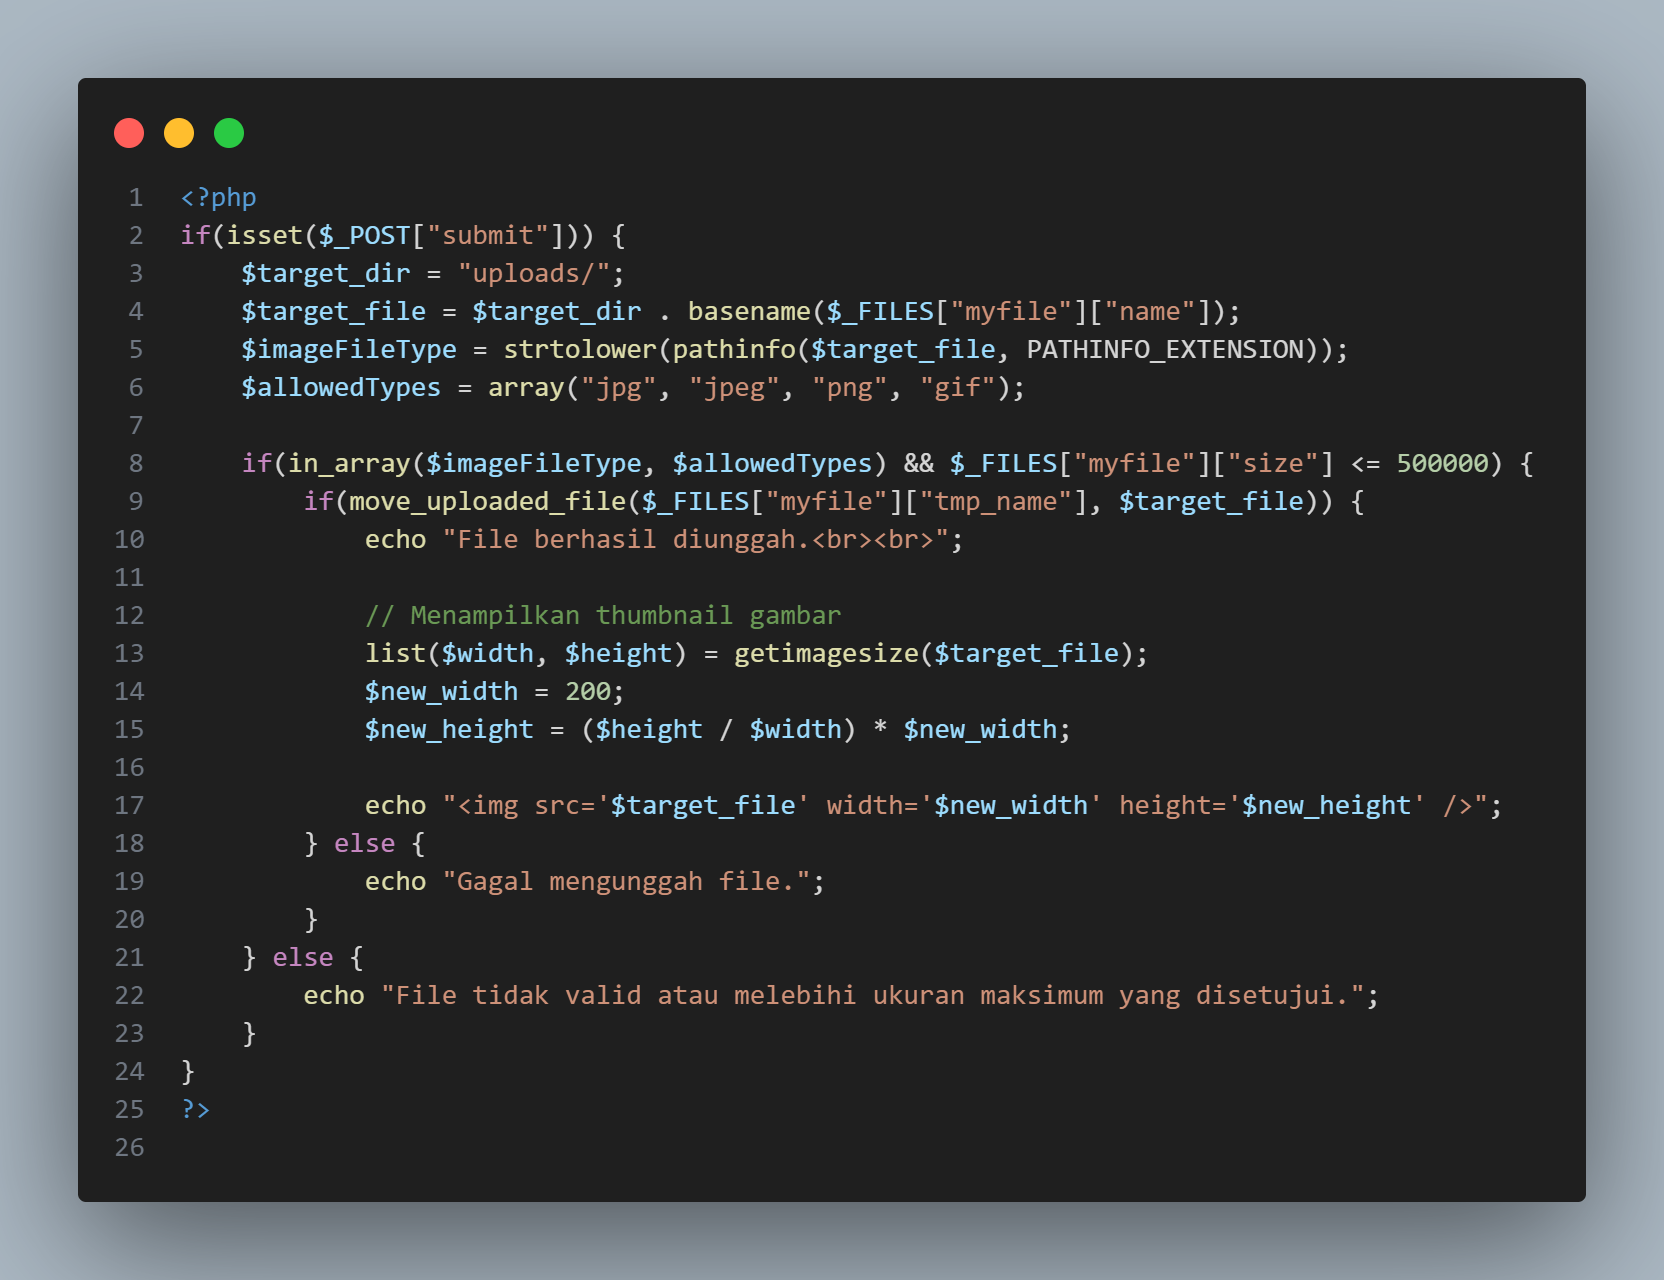 1 <?php
2 if(isset($_POST["submit"])) {
3     $target_dir = "uploads/";
4     $target_file = $target_dir . basename($_FILES["myfile"]["name"]);
5     $imageFileType = strtolower(pathinfo($target_file, PATHINFO_EXTENSION));
6     $allowedTypes = array("jpg", "jpeg", "png", "gif");
7
8     if(in_array($imageFileType, $allowedTypes) && $_FILES["myfile"]["size"] <= 500000) {
9         if(move_uploaded_file($_FILES["myfile"]["tmp_name"], $target_file)) {
10             echo "File berhasil diunggah.<br><br>";
11
12             // Menampilkan thumbnail gambar
13             list($width, $height) = getimagesize($target_file);
14             $new_width = 200;
15             $new_height = ($height / $width) * $new_width;
16
17             echo "<img src='$target_file' width='$new_width' height='$new_height' />";
18         } else {
19             echo "Gagal mengunggah file.";
20         }
21     } else {
22         echo "File tidak valid atau melebihi ukuran maksimum yang disetujui.";
23     }
24 }
25 ?>
26